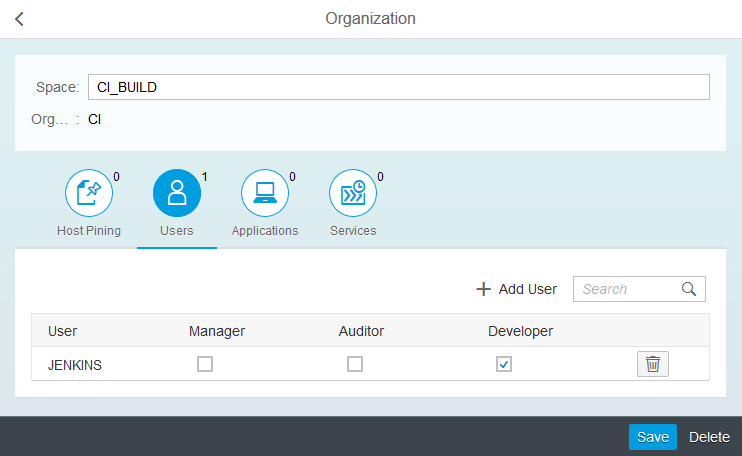 Organization
Space: CI_BUILD
Org... : CI
0 1 0 0
Host Pining Users Applications Services
Add User Search
User Manager Auditor Developer
JENKINS
Save Delete